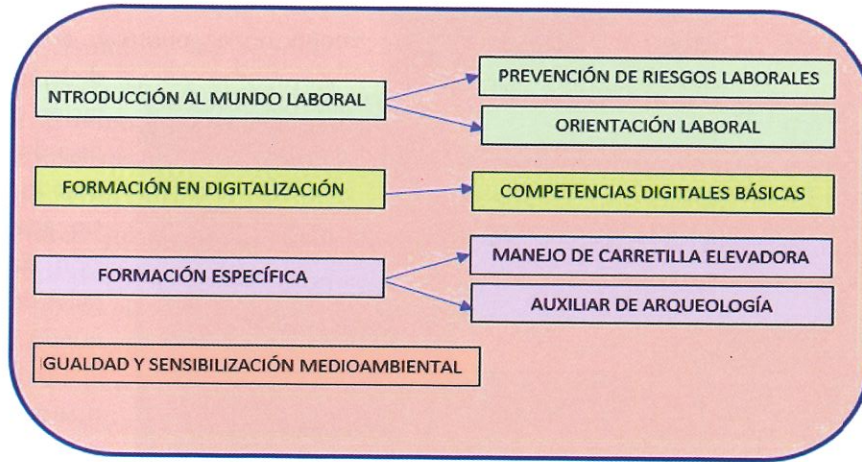 NTRODUCCIÓN AL MUNDO LABORAL
PREVENCIÓN DE RIESGOS LABORALES
ORIENTACIÓN LABORAL
FORMACIÓN EN DIGITALIZACIÓN
COMPETENCIAS DIGITALES BÁSICAS
FORMACIÓN ESPECÍFICA
MANEJO DE CARRETILLA ELEVADORA
AUXILIAR DE ARQUEOLOGÍA
GUALDAD Y SENSIBILIZACIÓN MEDIOAMBIENTAL